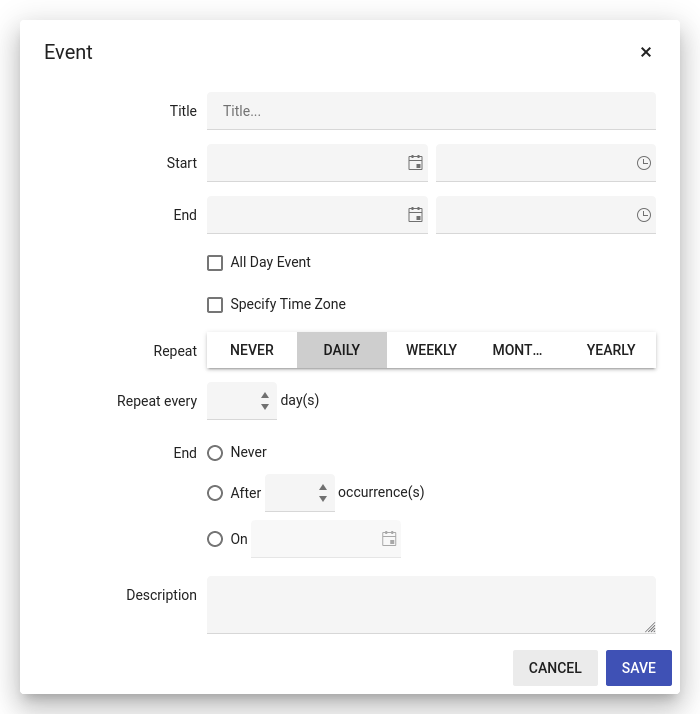 Event
Title Title...
Start
End
All Day Event
Specify Time Zone
Repeat NEVER DAILY WEEKLY MONT... YEARLY
Repeat every day(s)
End Never
After occurrence(s)
On
Description
CANCEL SAVE